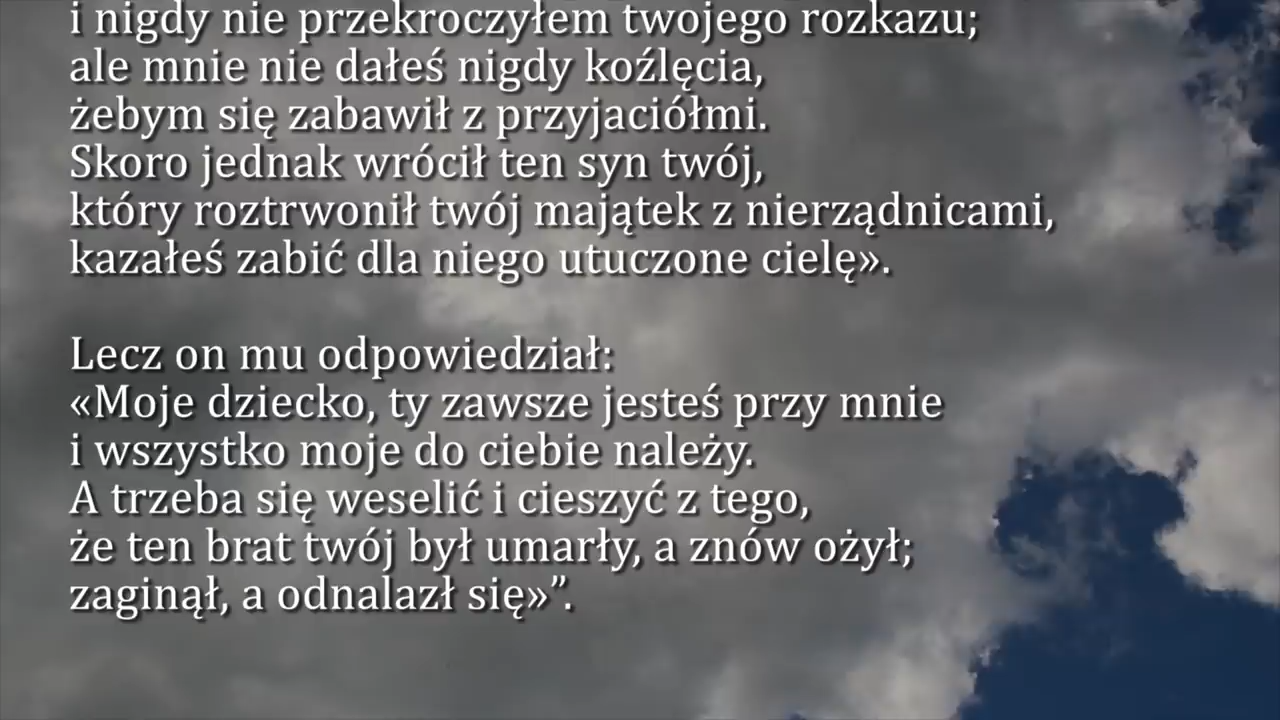 i nigdy nie przekroczyłem twojego rozkazu;
ale mnie nie dałeś nigdy koźlęcia,
żebym się zabawił z przyjaciółmi.
Skoro jednak wrócił ten syn twój,
który roztrwonił twój majątek z nierządnicami,
kazałeś zabić dla niego utuczone cielę».
Lecz on mu odpowiedział:
«Moje dziecko, ty zawsze jesteś przy mnie
i wszystko moje do ciebie należy.
A trzeba się weselić i cieszyć z tego,
że ten brat twój był umarły, a znów ożył;
zaginął, a odnalazł się»”.